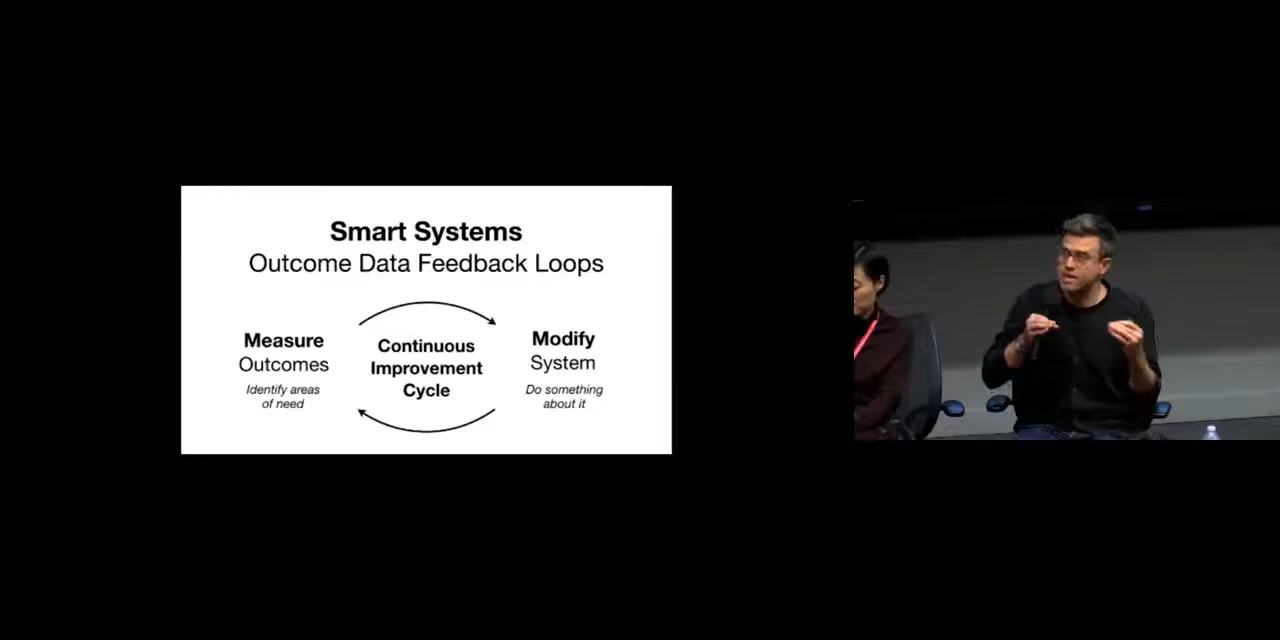 Smart Systems
Outcome Data Feedback Loops
Measure
Outcomes
Identify areas
of need
Continuous
Improvement
Cycle
Modify
System
Do something
about it